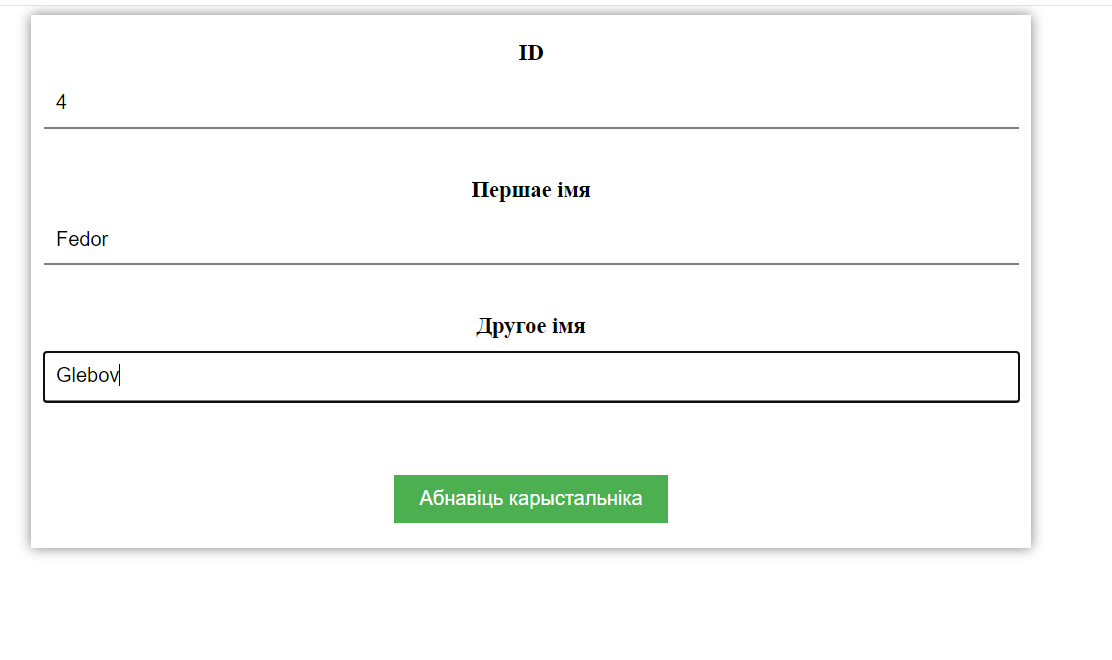 ID
4
Першае імя
Fedor
Другое імя
Glebov
Абнавіць карыстальніка